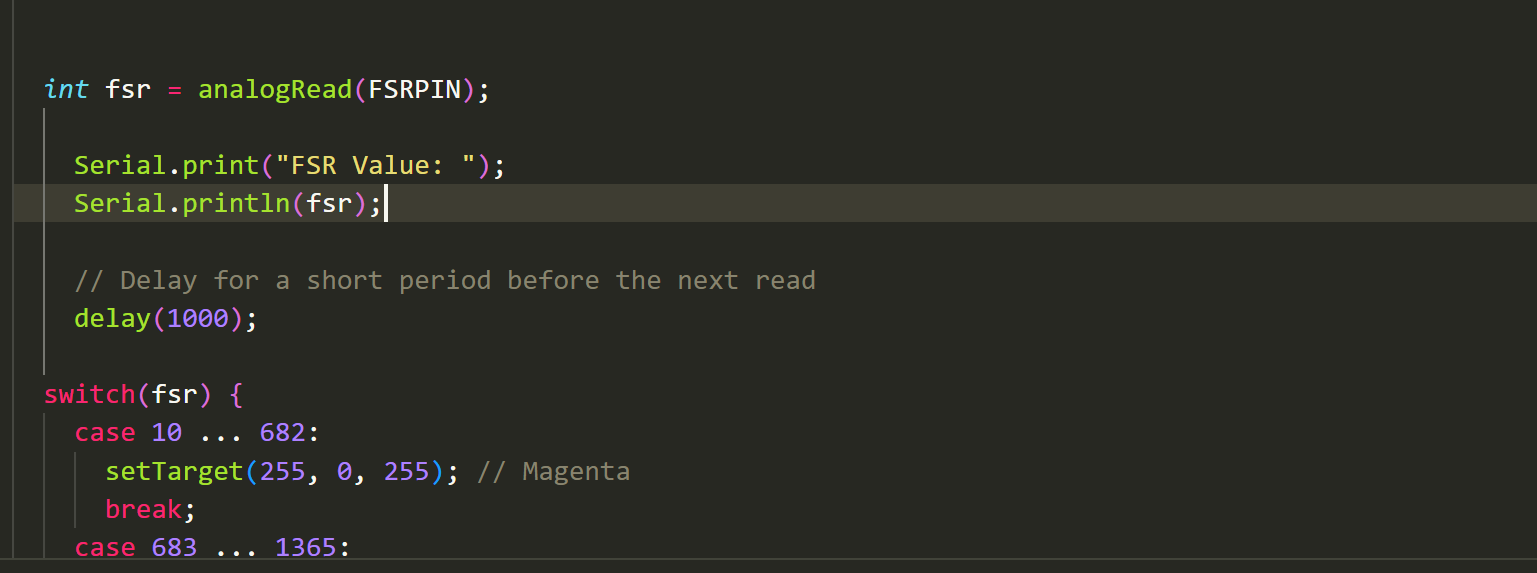 int fsr = analogRead(FSRPIN);
Serial.print("FSR Value: ");
Serial.println(fsr);
// Delay for a short period before the next read
delay(1000);
switch(fsr) {
case 10 ... 682:
setTarget(255, 0, 255); // Magenta
break;
case 683 ... 1365: